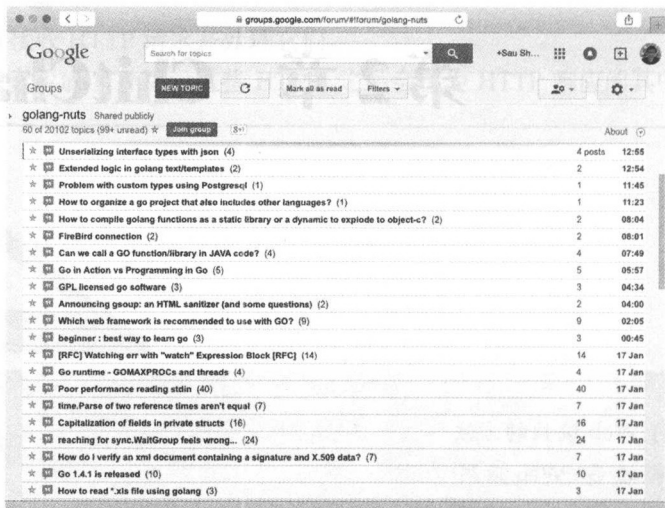 groups.google.com/forum/#!forum/golang-nuts
Google Search for topics +Sau Sh...
Groups NEW TOPIC Mark all as read Filters
golang-nuts Shared publicly
60 of 20102 topics (99+ unread) Join group About
Unserializing interface types with json (4) 4 posts 12:55
Extended logic in golang text/templates (2) 2 12:54
Problem with custom types using Postgresql (1) 1 11:45
How to organize a go project that also includes other languages? (1) 1 11:23
How to compile golang functions as a static library or a dynamic to explode to object-c? (2) 2 08:04
FireBird connection (2) 2 08:01
Can we call a GO function/library in JAVA code? (4) 4 07:49
Go in Action vs Programming in Go (5) 5 05:57
GPL licensed go software (3) 3 04:34
Announcing gsoup: an HTML sanitizer (and some questions) (2) 2 04:00
Which web framework is recommended to use with GO? (9) 9 02:05
beginner : best way to learn go (3) 3 00:45
[RFC] Watching err with "watch" Expression Block [RFC] (14) 14 17 Jan
Go runtime - GOMAXPROCs and threads (4) 4 17 Jan
Poor performance reading stdin (40) 40 17 Jan
time.Parse of two reference times aren't equal (7) 7 17 Jan
Capitalization of fields in private structs (16) 16 17 Jan
reaching for sync.WaitGroup feels wrong... (24) 24 17 Jan
How do I verify an xml document containing a signature and X.509 data? (7) 7 17 Jan
Go 1.4.1 is released (10) 10 17 Jan
How to read *.xls file using golang (3) 3 17 Jan